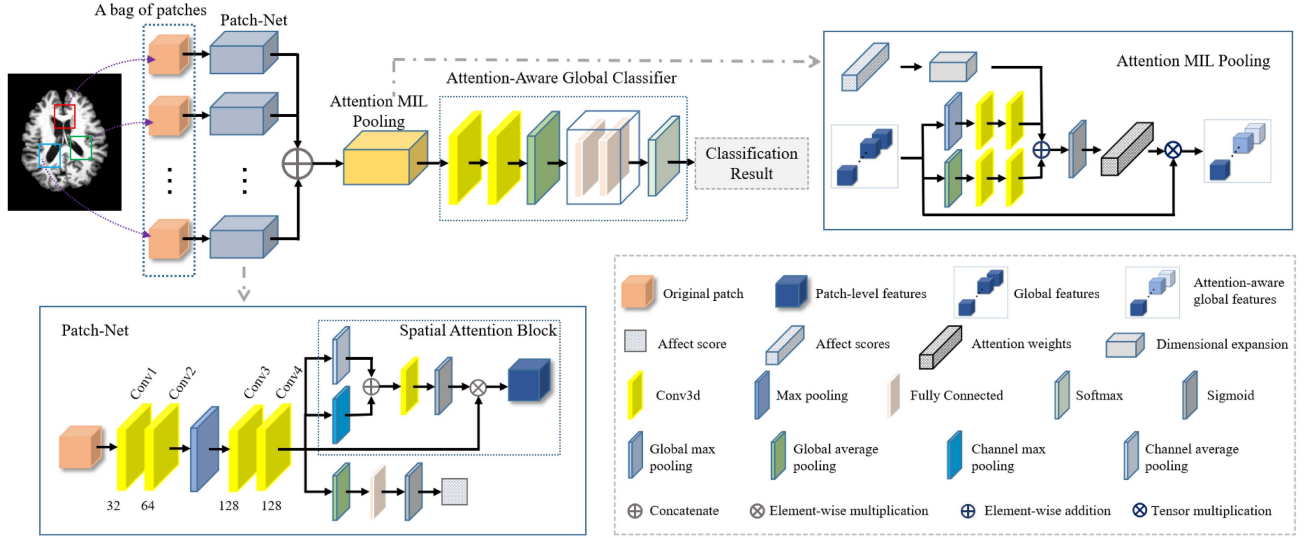 A bag of patches
Patch-Net
Attention MIL
Pooling
Attention-Aware Global Classifier
Classification
Result
Attention MIL Pooling
Patch-Net
Spatial Attention Block
Conv1
Conv2
Conv3
Conv4
32
64
128
128
Original patch
Patch-level features
Global features
Attention-aware
global features
Affect score
Affect scores
Attention weights
Dimensional expansion
Conv3d
Max pooling
Fully Connected
Softmax
Sigmoid
Global max
pooling
Global average
pooling
Channel max
pooling
Channel average
pooling
Concatenate
Element-wise multiplication
Element-wise addition
Tensor multiplication